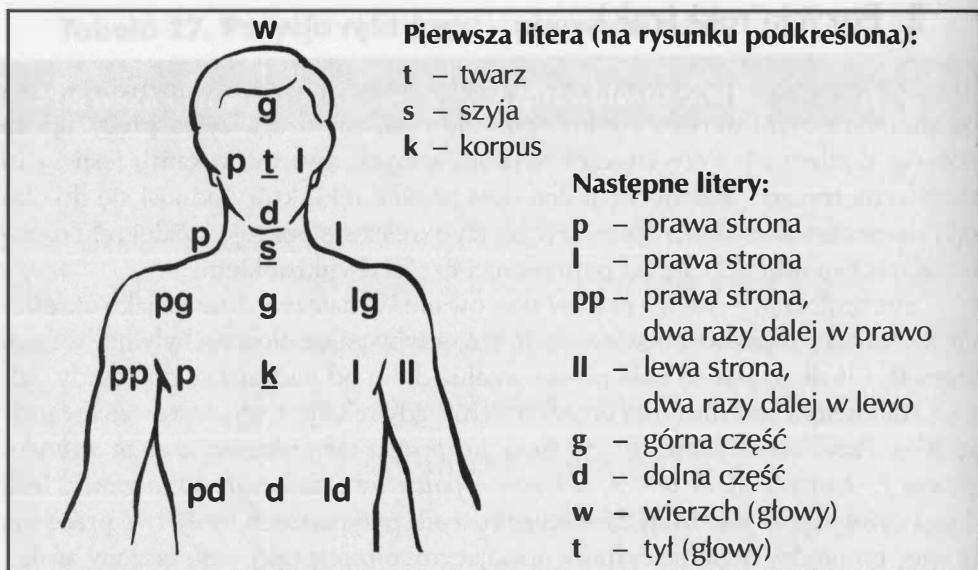 w
g
p t l
d
p s
pg g lg
pp p k l ll
pd d ld
Pierwsza litera (na rysunku podkreślona):
t – twarz
s – szyja
k – korpus
Następne litery:
p – prawa strona
l – prawa strona
pp – prawa strona,
dwa razy dalej w prawo
ll – lewa strona,
dwa razy dalej w lewo
g – górna część
d – dolna część
w – wierzch (głowy)
t – tył (głowy)